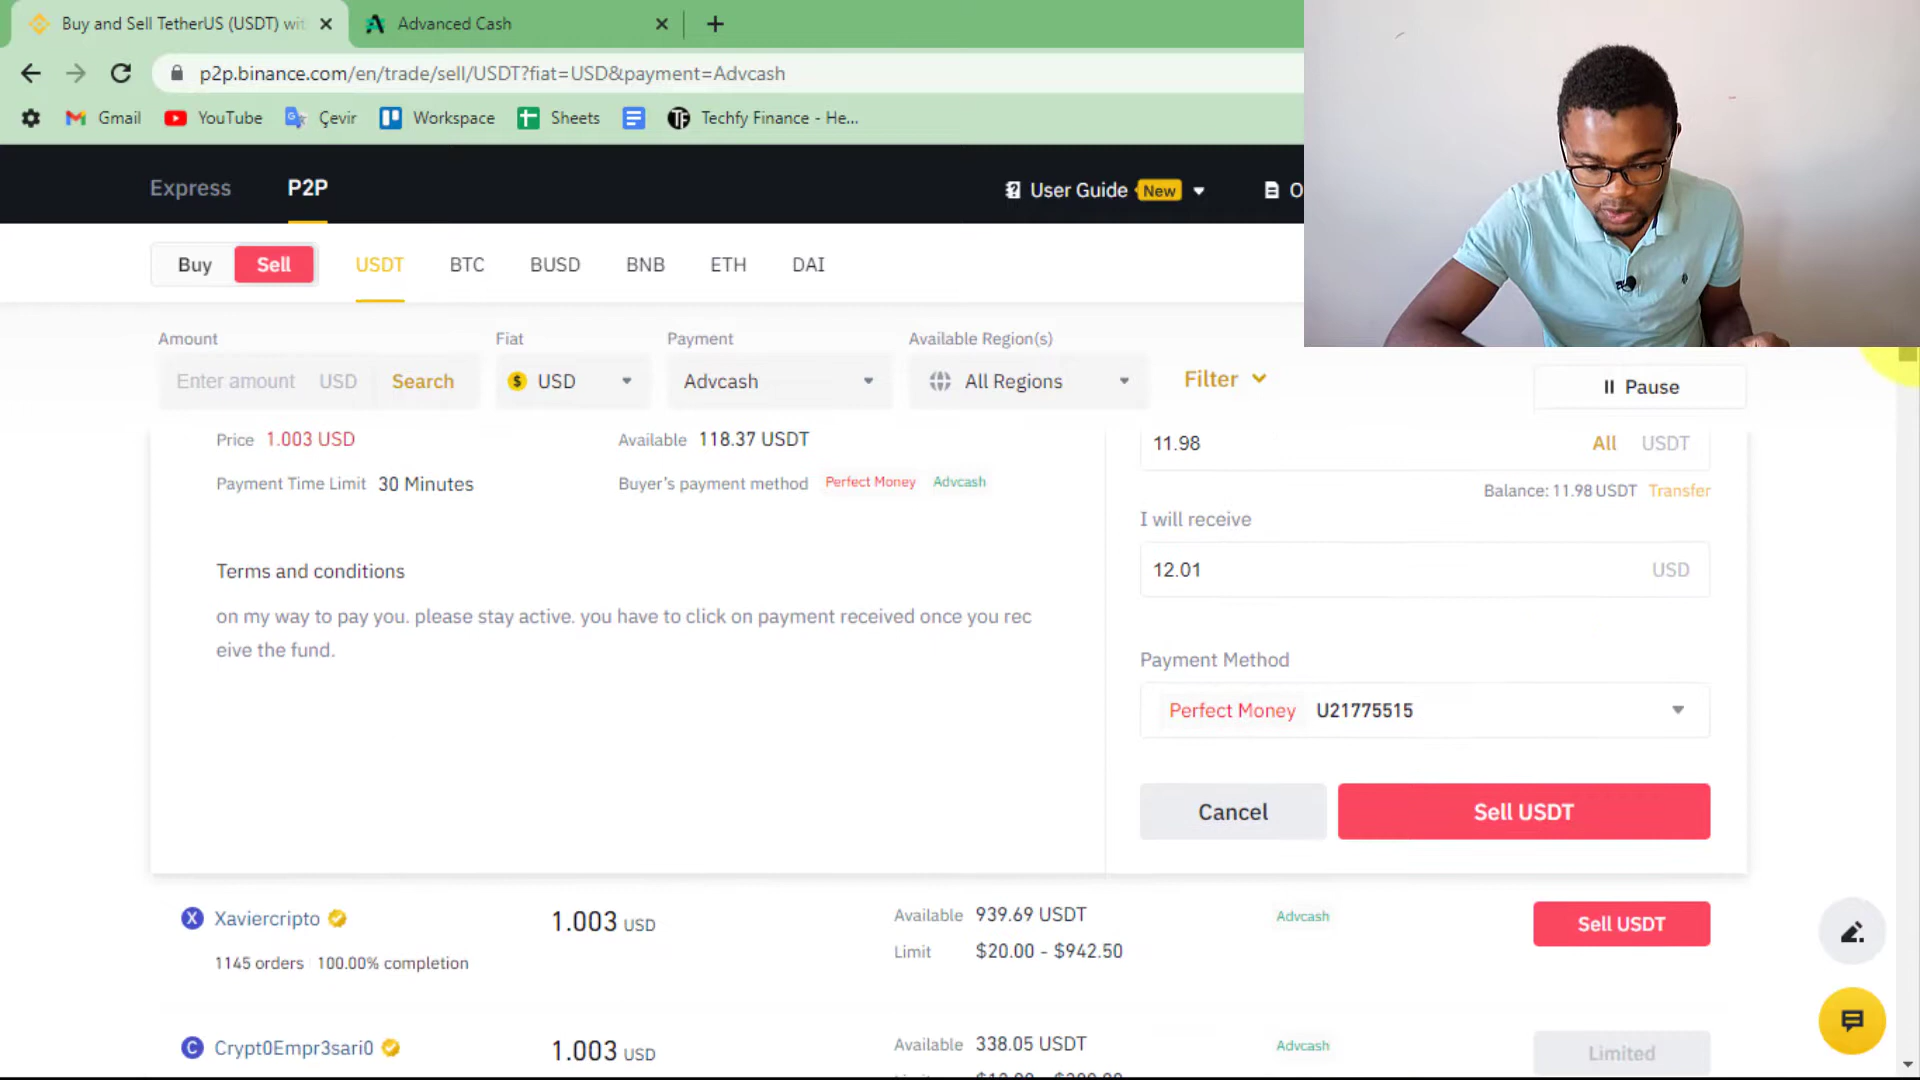 Buy and Sell TetherUS (USDT) wit
Advanced Cash
p2p.binance.com/en/trade/sell/USDT?fiat=USD&payment=Advcash
Gmail YouTube Çevir Workspace Sheets Techfy Finance - He...
Express P2P User Guide New O
Buy Sell USDT BTC BUSD BNB ETH DAI
Amount Fiat Payment Available Region(s)
Enter amount USD Search $ USD Advcash All Regions Filter Pause
Price 1.003 USD Available 118.37 USDT
Payment Time Limit 30 Minutes Buyer's payment method Perfect Money Advcash
Terms and conditions
on my way to pay you. please stay active. you have to click on payment received once you rec
eive the fund.
11.98 All USDT
Balance: 11.98 USDT Transfer
I will receive
12.01 USD
Payment Method
Perfect Money U21775515
Cancel Sell USDT
X Xaviercripto 1.003 USD Available 939.69 USDT Advcash Sell USDT
1145 orders 100.00% completion Limit $20.00 - $942.50
C Crypt0Empr3sari0 1.003 USD Available 338.05 USDT Advcash Limited